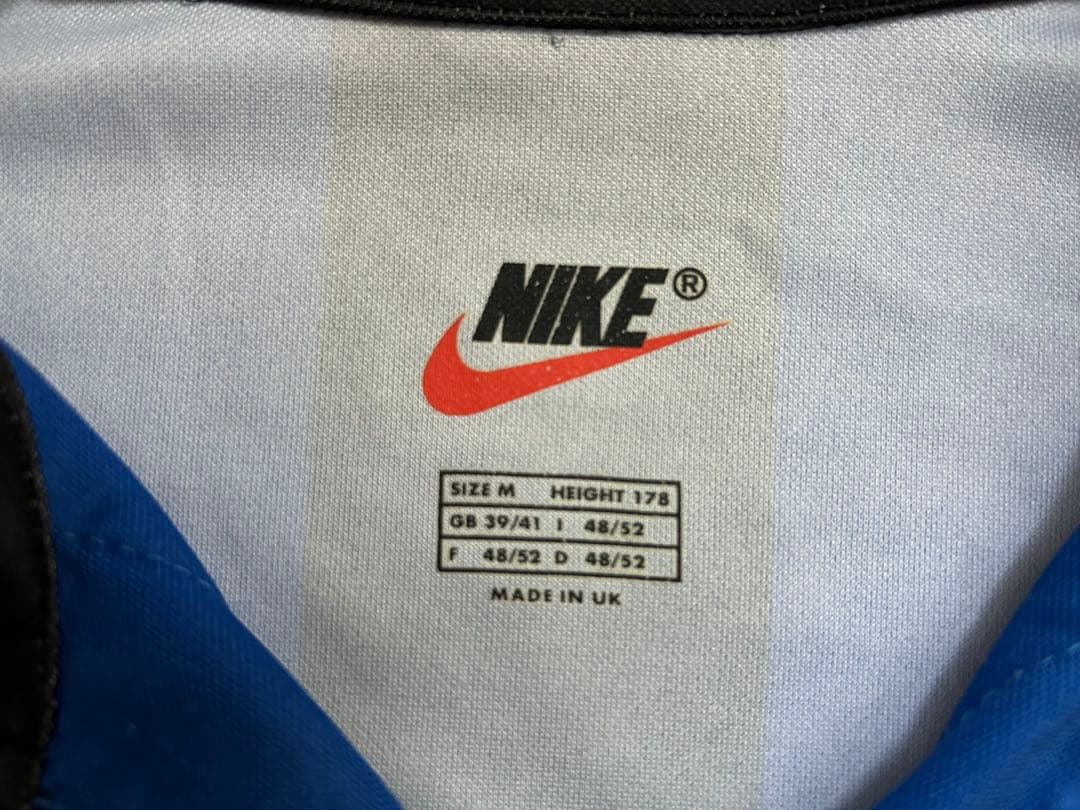 NIKE®
SIZE M HEIGHT 178
GB 39/41 I 48/52
F 48/52 D 48/52
MADE IN UK